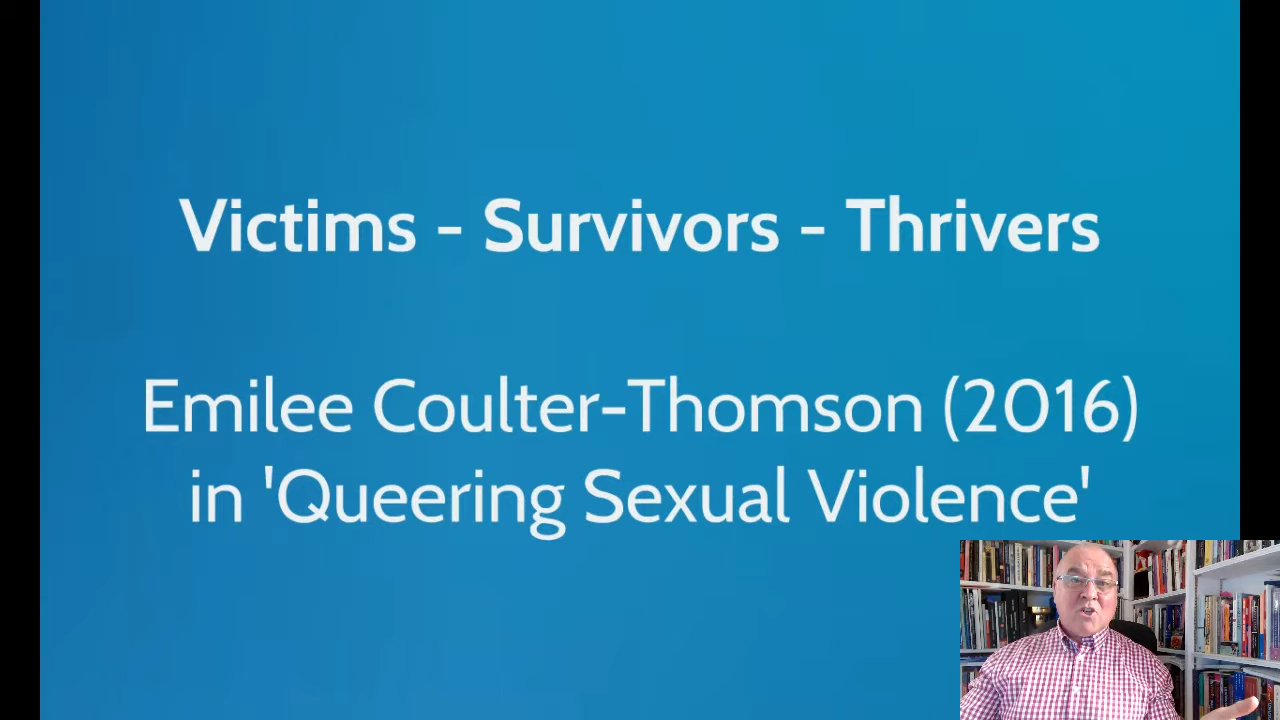 Victims - Survivors - Thrivers
Emilee Coulter-Thomson (2016)
in 'Queering Sexual Violence'